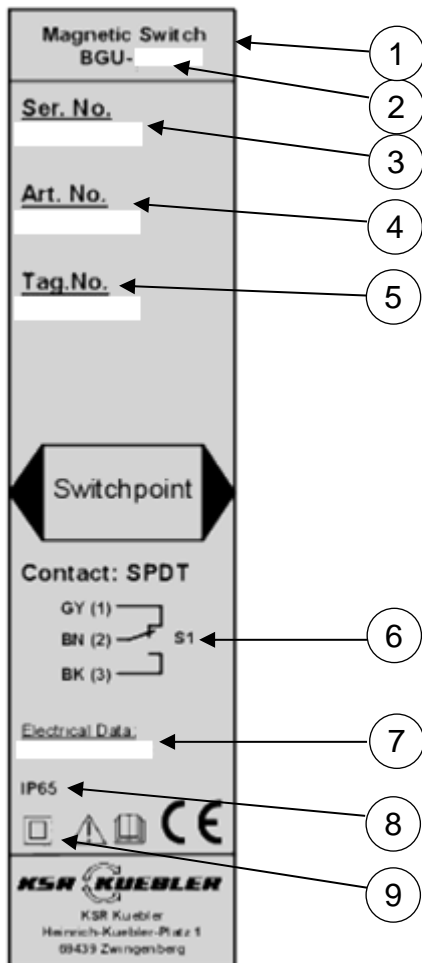 Magnetic Switch
BGU-
Ser. No.
Art. No.
Tag.No.
Switchpoint
Contact: SPDT
GY (1)
BN (2) S1
BK (3)
Electrical Data:
IP65
CE
KSR KUEBLER
KSR Kuebler
Heinrich-Kuebler-Platz 1
69439 Zwingenberg
1
2
3
4
5
6
7
8
9